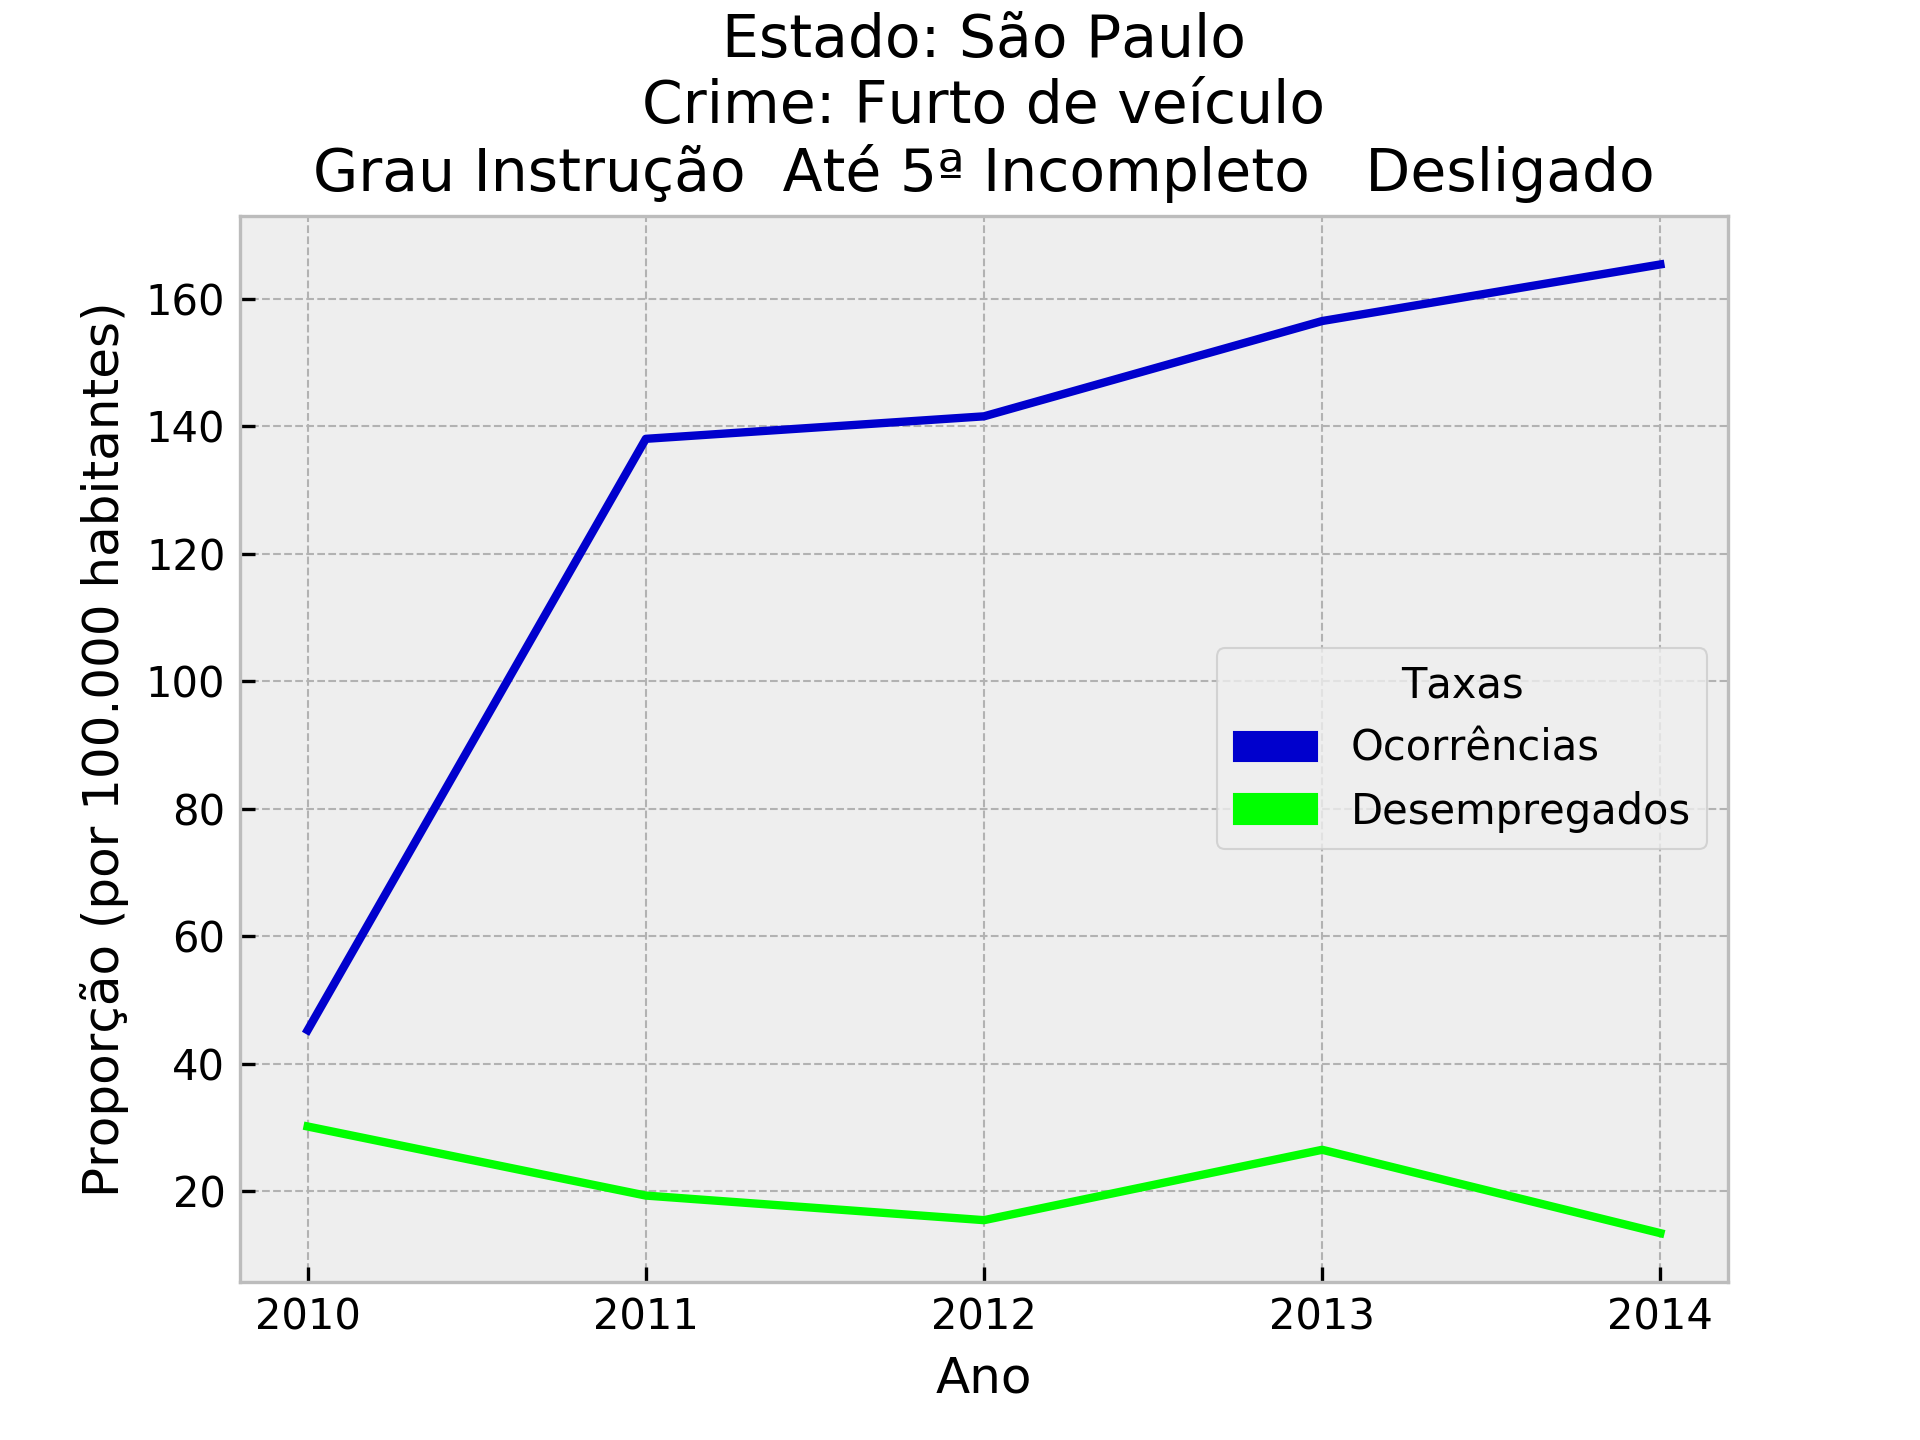 Estado: São Paulo
Crime: Furto de veículo
Grau Instrução  Até 5ª Incompleto   Desligado
Proporção (por 100.000 habitantes)
160
140
120
100
80
60
40
20
Taxas
Ocorrências
Desempregados
2010 2011 2012 2013 2014
Ano